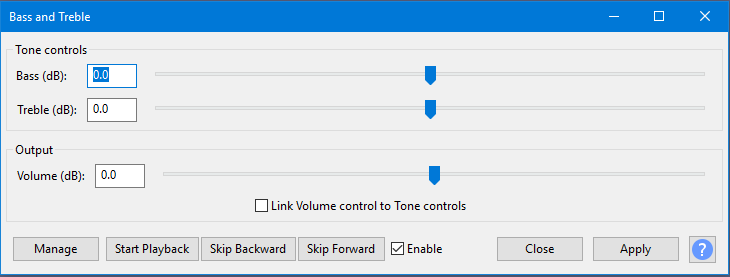 Bass and Treble
Tone controls
Bass (dB): 0.0
Treble (dB): 0.0
Output
Volume (dB): 0.0
Link Volume control to Tone controls
Manage Start Playback Skip Backward Skip Forward Enable Close Apply ?